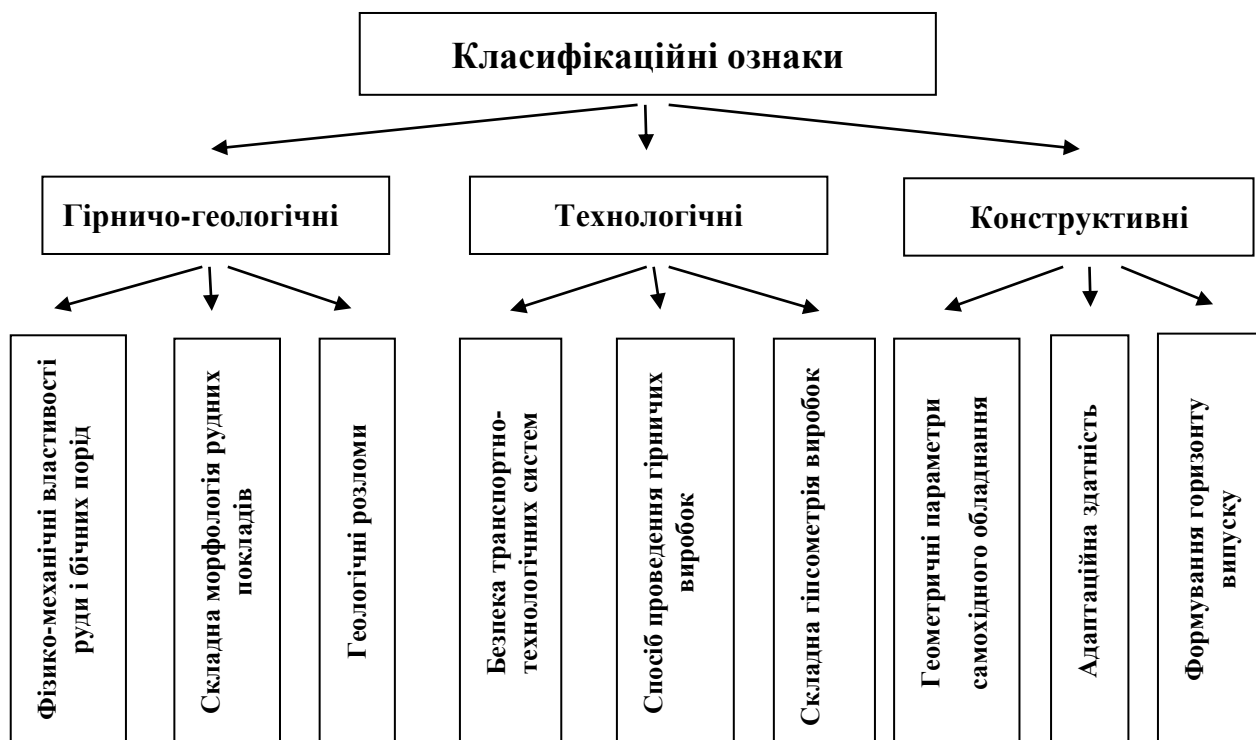 Класифікаційні ознаки
Гірничо-геологічні
Технологічні
Конструктивні
Фізико-механічні властивості
руди і бічних порід
Складна морфологія рудних
покладів
Геологічні розломи
Безпека транспортно-
технологічних систем
Спосіб проведення гірничих
виробок
Складна гіпсометрія виробок
Геометричні параметри
самохідного обладнання
Адаптаційна здатність
Формування горизонту
випуску